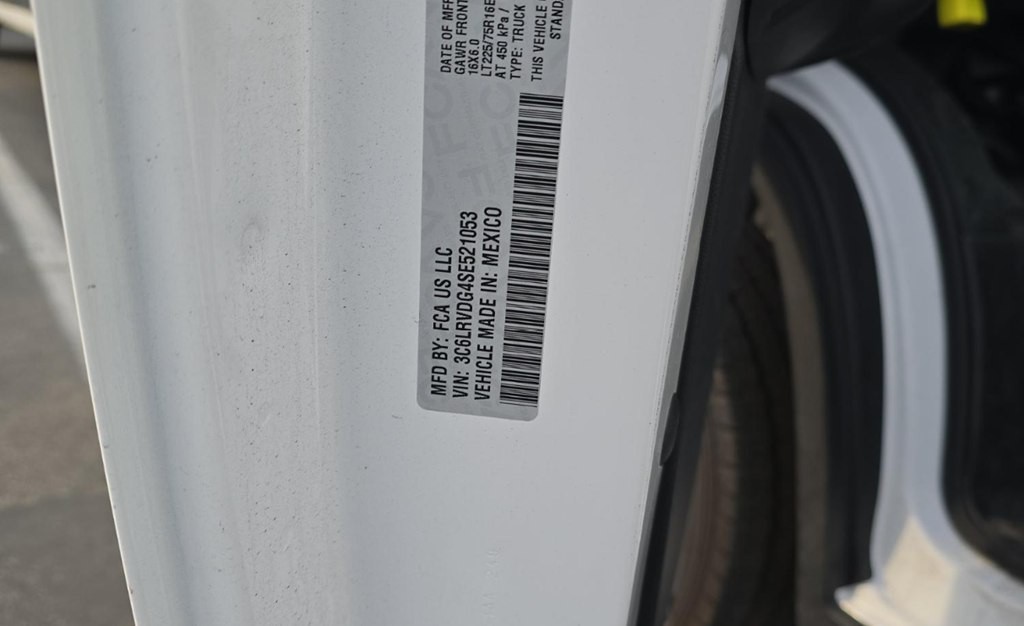 MFD BY: FCA US LLC
VIN: 3C6LRVDG4SE521053
VEHICLE MADE IN: MEXICO
DATE OF MFR
GAWR FRONT
16X6.0
LT225/75R16E
AT 450 kPa /
TYPE: TRUCK
THIS VEHICLE
STAND